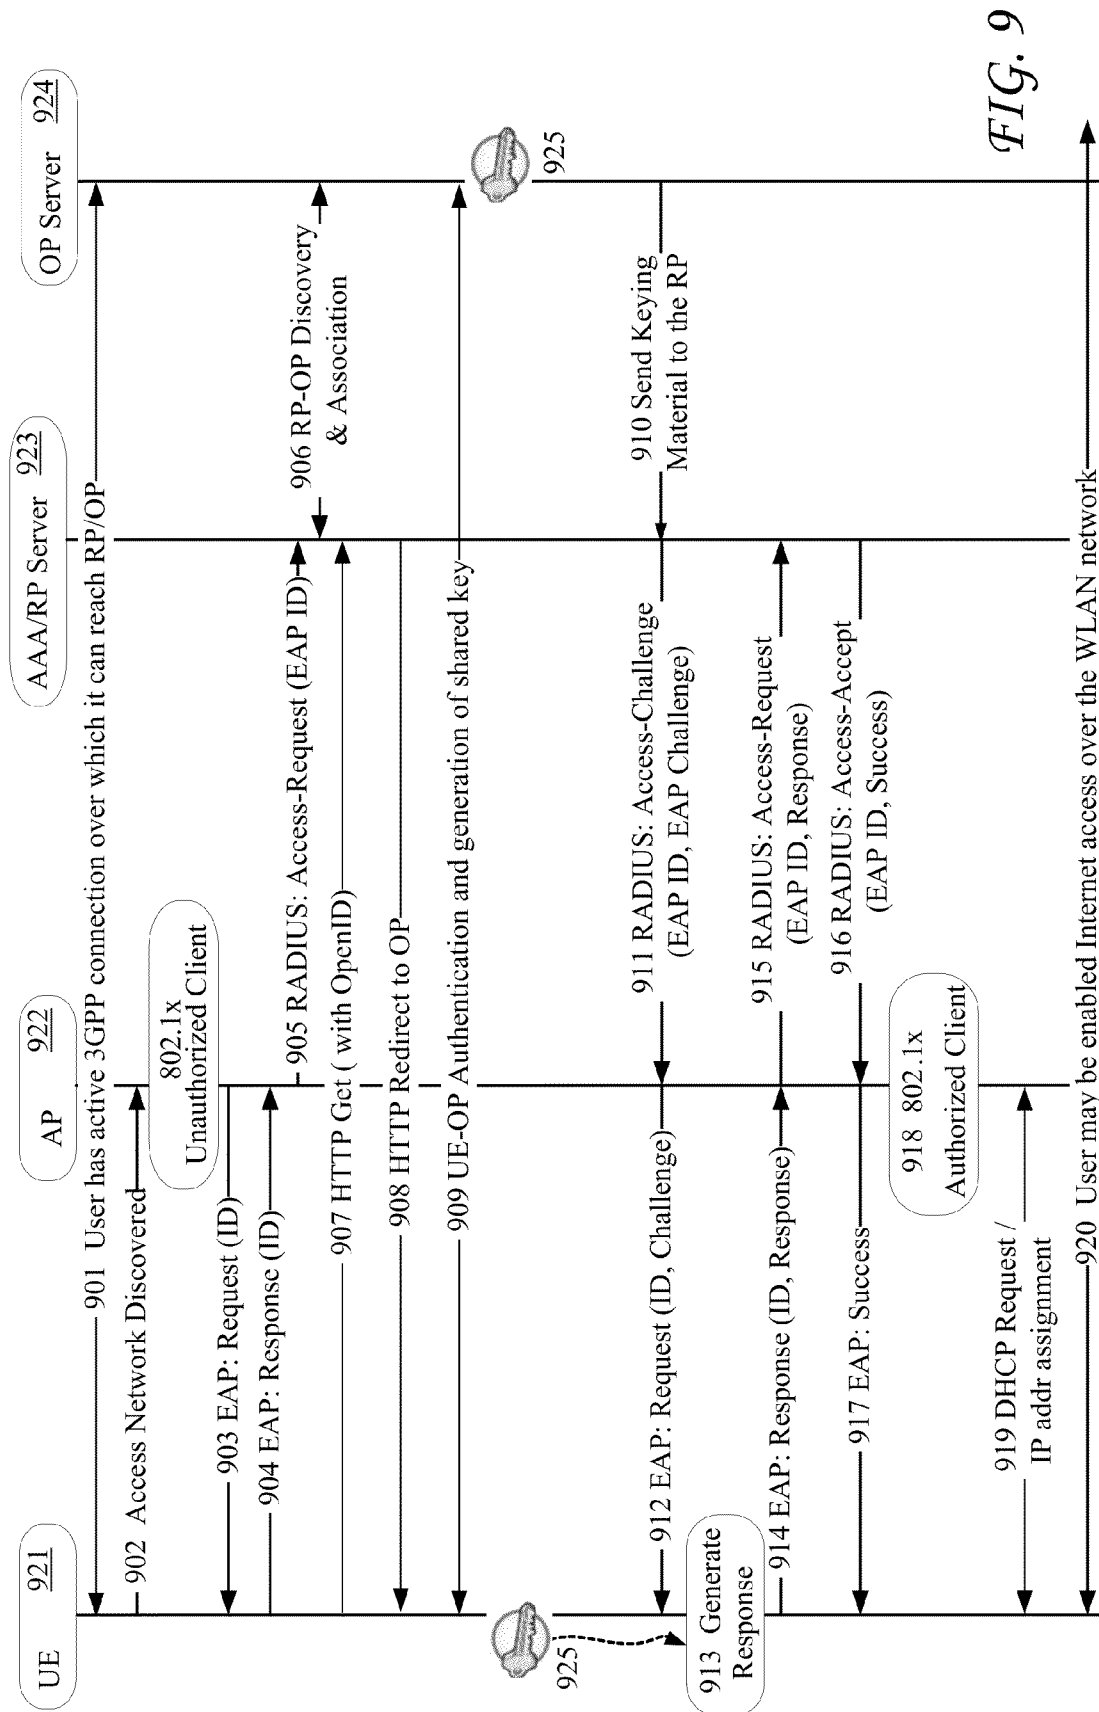 UE 921
AP 922
AAA/RP Server 923
OP Server 924
901 User has active 3GPP connection over which it can reach RP/OP
902 Access Network Discovered
802.1x
Unauthorized Client
903 EAP: Request (ID)
904 EAP: Response (ID)
905 RADIUS: Access-Request (EAP ID)
906 RP-OP Discovery
& Association
907 HTTP Get ( with OpenID)
908 HTTP Redirect to OP
909 UE-OP Authentication and generation of shared key
925
925
910 Send Keying
Material to the RP
911 RADIUS: Access-Challenge
(EAP ID, EAP Challenge)
912 EAP: Request (ID, Challenge)
913 Generate
Response
914 EAP: Response (ID, Response)
915 RADIUS: Access-Request
(EAP ID, Response)
916 RADIUS: Access-Accept
(EAP ID, Success)
917 EAP: Success
918 802.1x
Authorized Client
919 DHCP Request /
IP addr assignment
920 User may be enabled Internet access over the WLAN network
FIG. 9